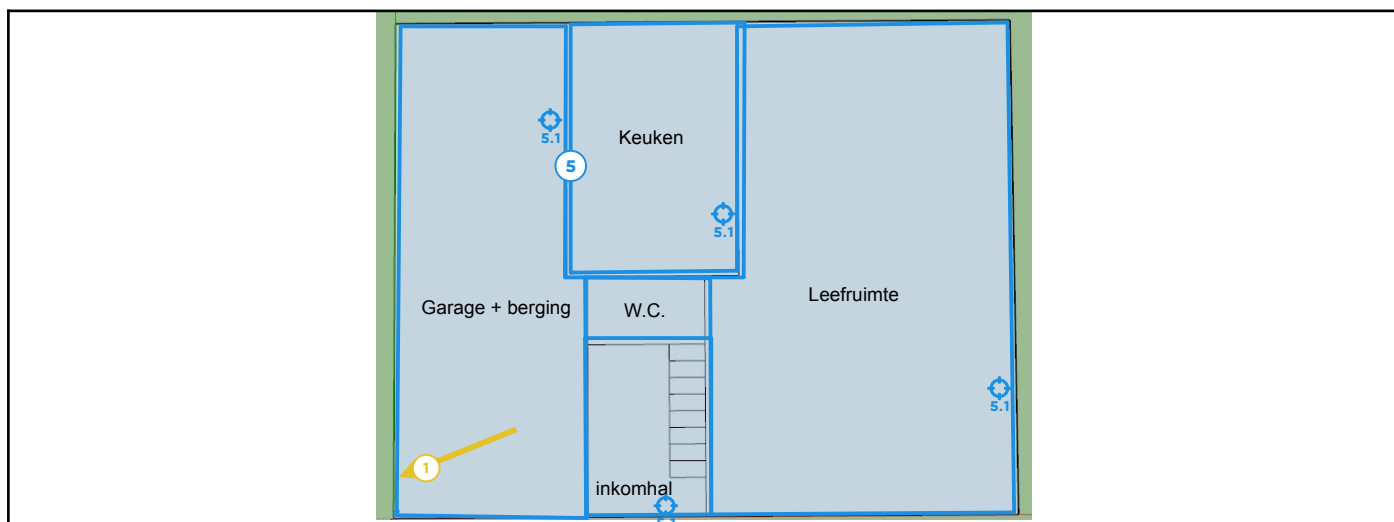 5.1
Keuken
5
5.1
Garage + berging
W.C.
Leefruimte
5.1
1
inkomhal